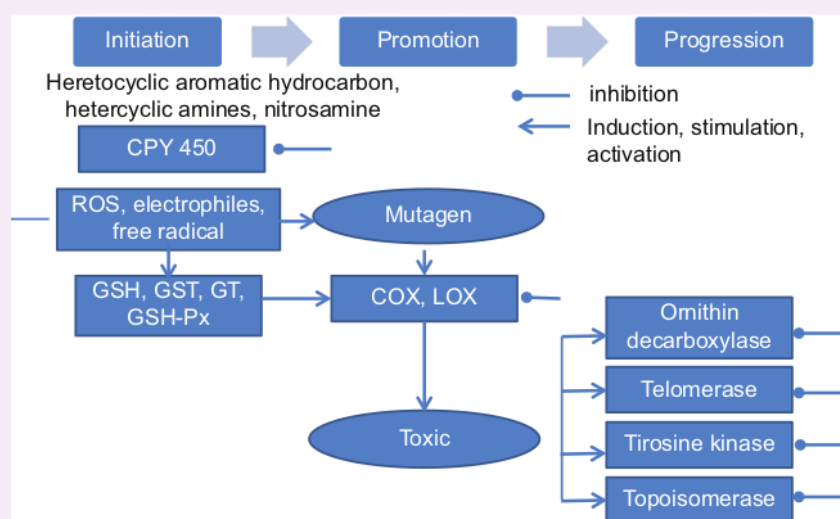 Initiation
Promotion
Progression
Heretocyclic aromatic hydrocarbon,
hetercyclic amines, nitrosamine
inhibition
Induction, stimulation,
activation
CPY 450
ROS, electrophiles,
free radical
Mutagen
GSH, GST, GT,
GSH-Px
COX, LOX
Ornithin
decarboxylase
Telomerase
Toxic
Tirosine kinase
Topoisomerase